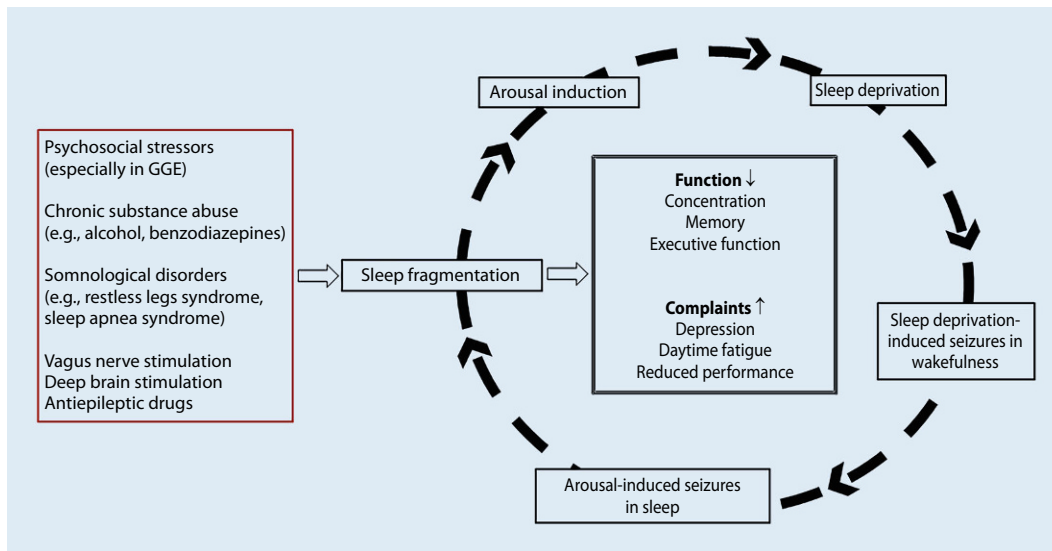 Psychosocial stressors
(especially in GGE)
Chronic substance abuse
(e.g., alcohol, benzodiazepines)
Somnological disorders
(e.g., restless legs syndrome,
sleep apnea syndrome)
Vagus nerve stimulation
Deep brain stimulation
Antiepileptic drugs
Sleep fragmentation
Arousal induction
Sleep deprivation
Function ↓
Concentration
Memory
Executive function
Complaints ↑
Depression
Daytime fatigue
Reduced performance
Sleep deprivation-
induced seizures in
wakefulness
Arousal-induced seizures
in sleep